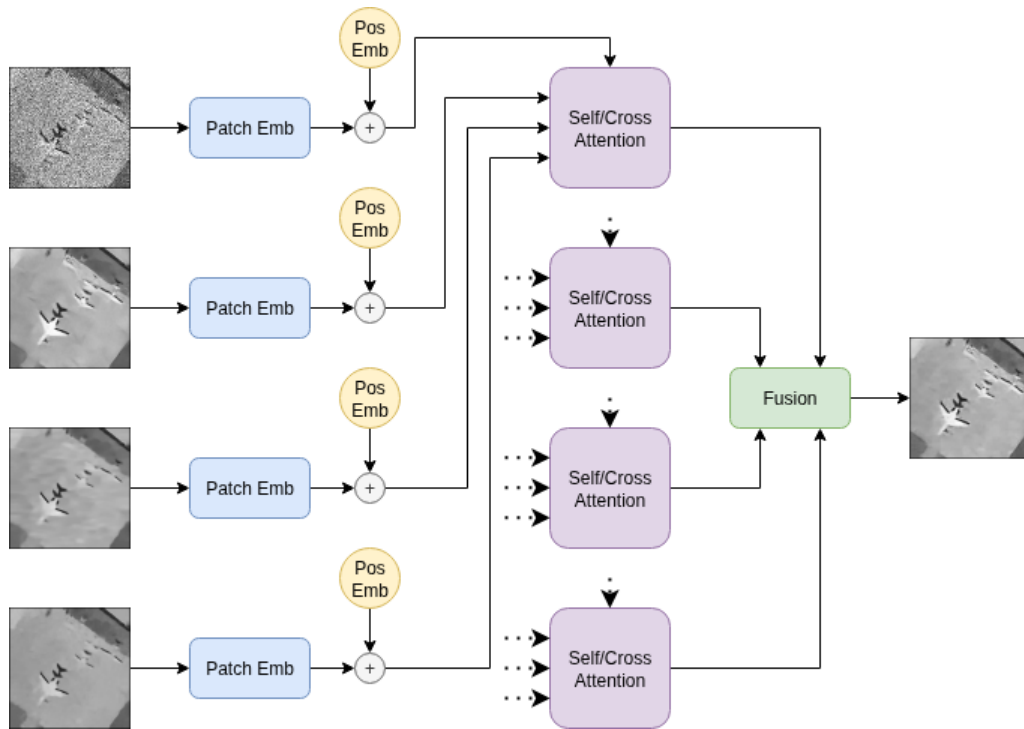 Pos
Emb
Patch Emb
+
Self/Cross
Attention
Pos
Emb
Patch Emb
+
Self/Cross
Attention
Pos
Emb
Patch Emb
+
Self/Cross
Attention
Fusion
Pos
Emb
Patch Emb
+
Self/Cross
Attention